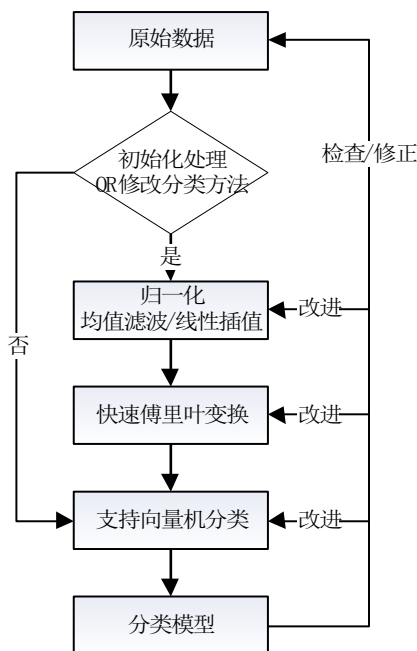 原始数据
检查/修正
初始化处理
OR修改分类方法
是
归一化
均值滤波/线性插值
改进
否
快速傅里叶变换
改进
支持向量机分类
改进
分类模型